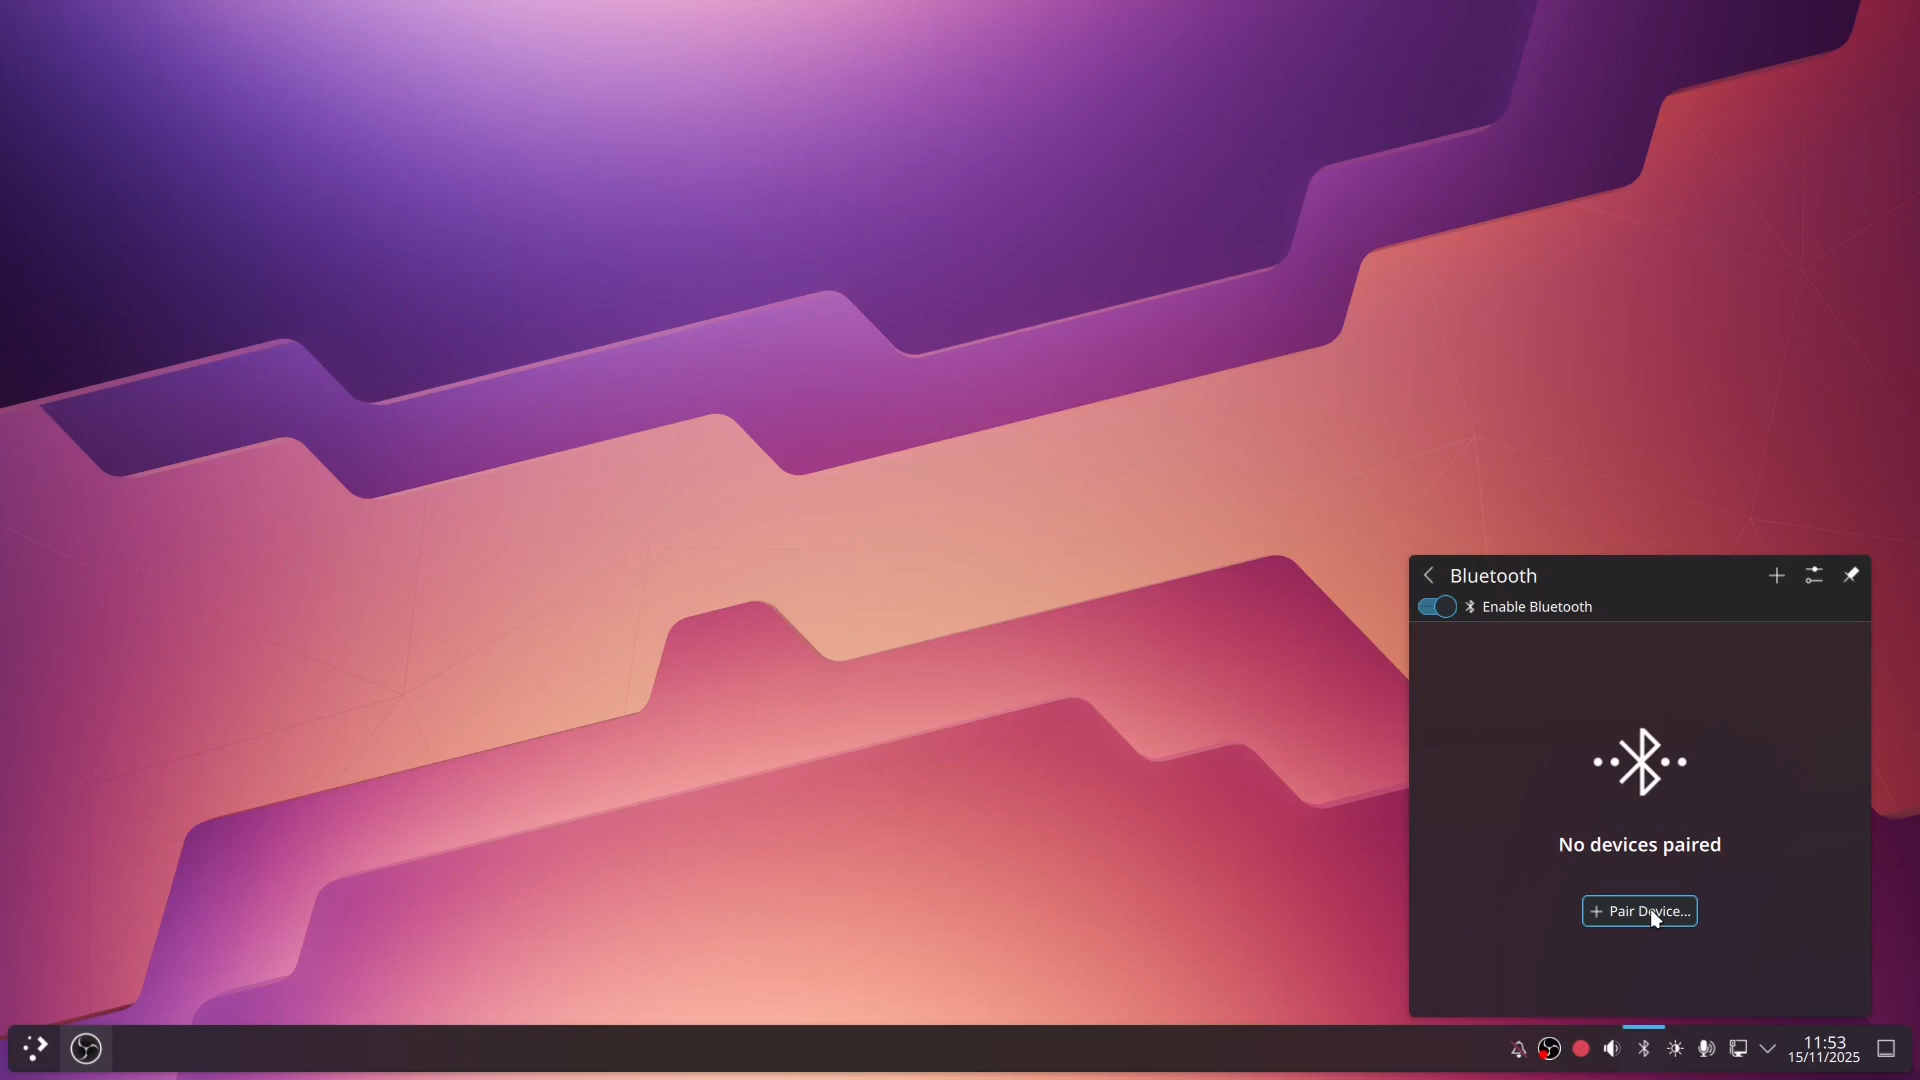 Bluetooth
Enable Bluetooth
No devices paired
Pair Device...
11:53
15/11/2025